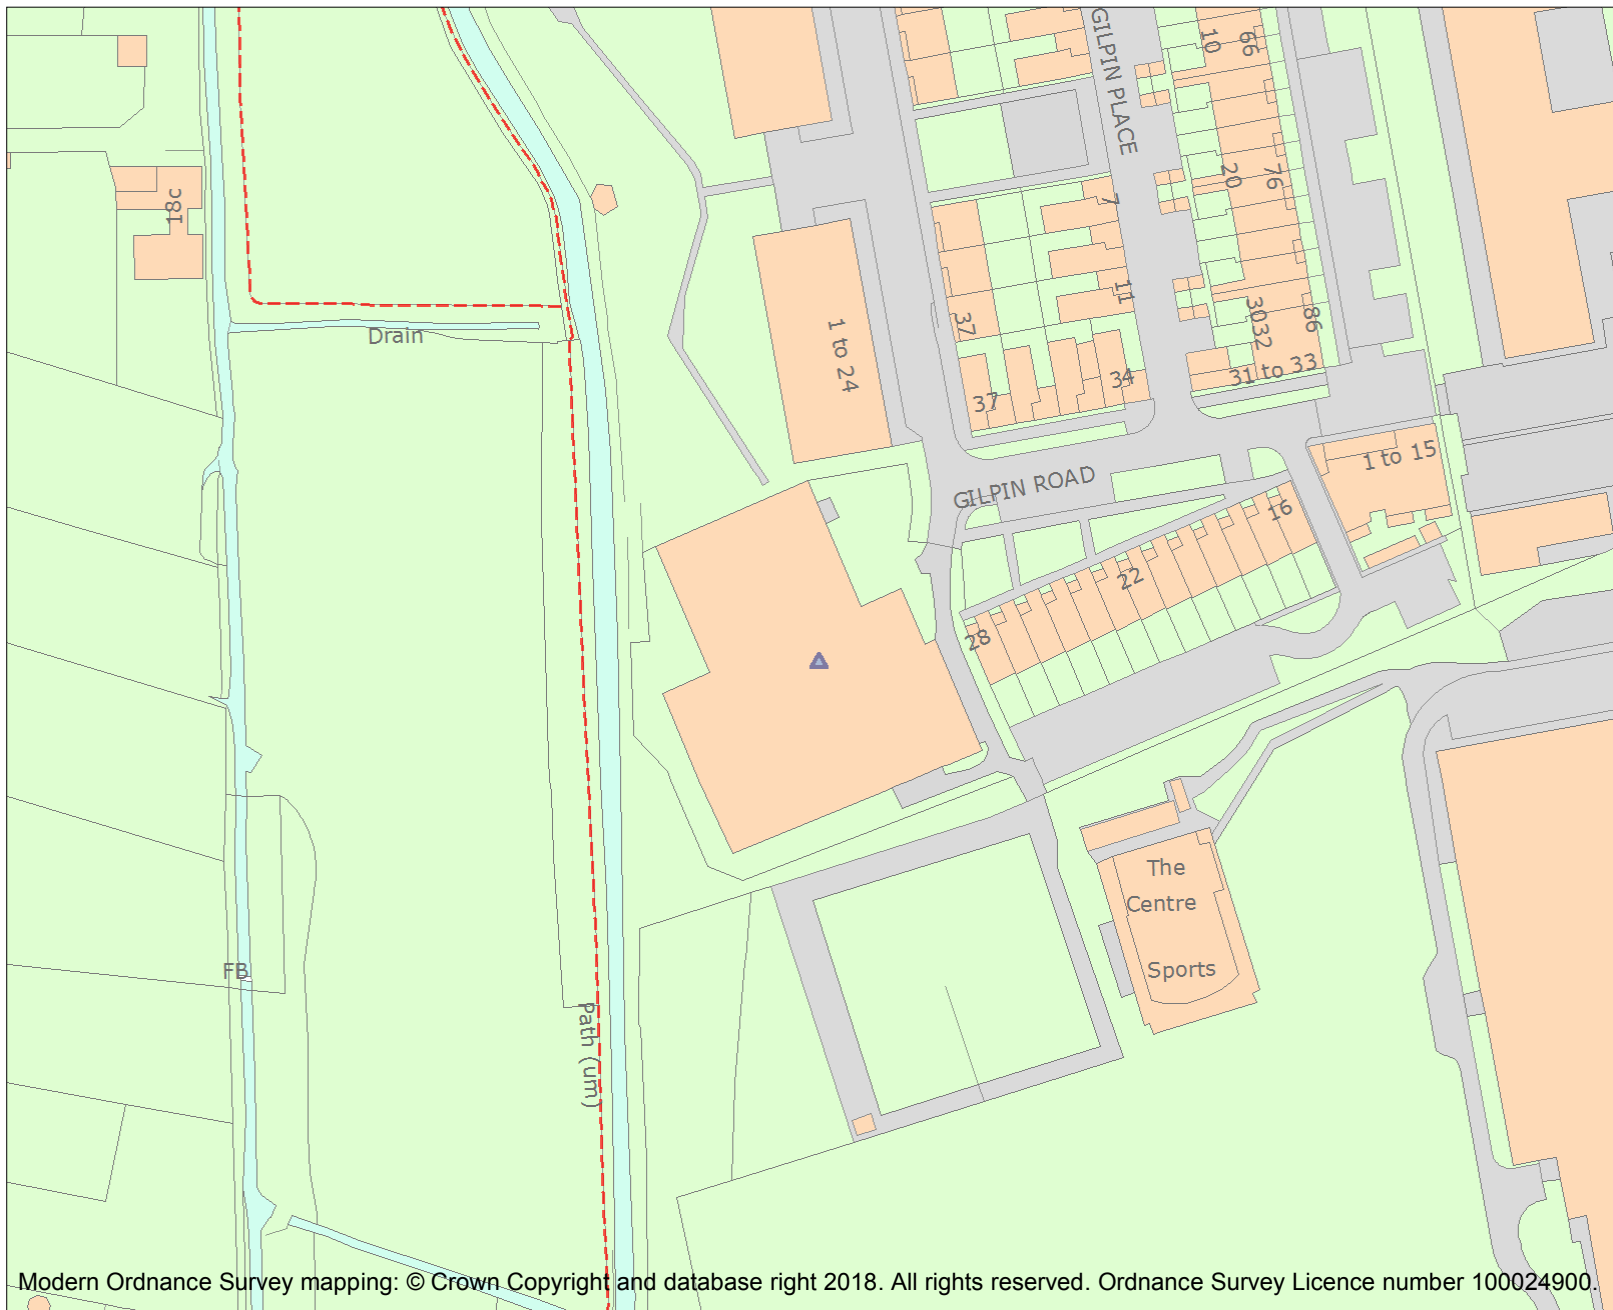 GILPIN PLACE
10
66
20
76
18c
7
11
37
3032
86
Drain
1 to 24
37
34
31 to 33
1 to 15
GILPIN ROAD
16
22
28
The
Centre
Sports
FB
Path (um)
Modern Ordnance Survey mapping: © Crown Copyright and database right 2018. All rights reserved. Ordnance Survey Licence number 100024900.